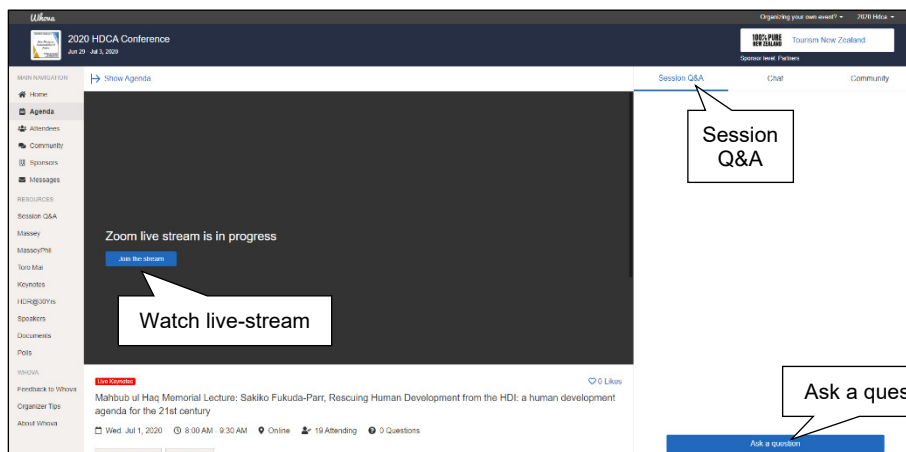 Whova
Organizing your own event?
2020 Hdca
2020 HDCA Conference
Jun 29 - Jul 3, 2020
100% PURE
NEW ZEALAND
Tourism New Zealand
Sponsor level: Partners
MAIN NAVIGATION
Home
Agenda
Attendees
Community
Sponsors
Messages
RESOURCES
Session Q&A
Massey
MasseyPhil
Toro Mai
Keynotes
HDR@30Yrs
Speakers
Documents
Polls
WHOVA
Feedback to Whova
Organizer Tips
About Whova
Show Agenda
Zoom live stream is in progress
Join the stream
Watch live-stream
Live Keynotes
0 Likes
Mahbub ul Haq Memorial Lecture: Sakiko Fukuda-Parr, Rescuing Human Development from the HDI: a human development
agenda for the 21st century
Wed, Jul 1, 2020 8:00 AM - 9:30 AM Online 19 Attending 0 Questions
Session Q&A
Chat
Community
Session
Q&A
Ask a ques
Ask a question